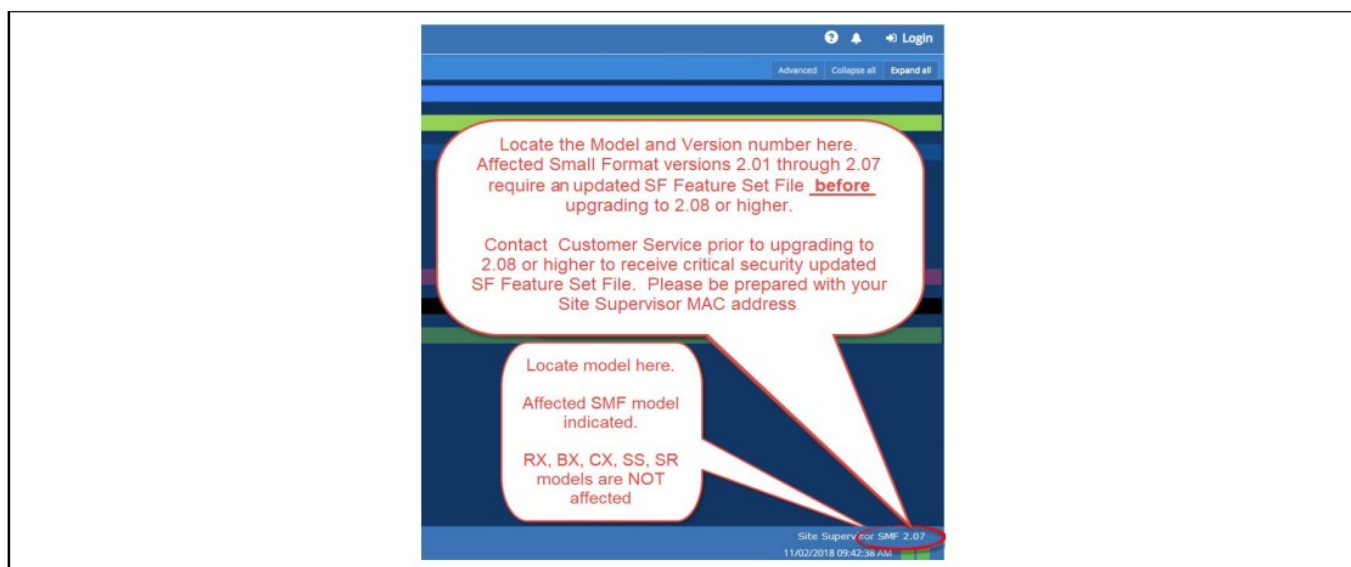 Login
Advanced Collapse all Expand all
Locate the Model and Version number here.
Affected Small Format versions 2.01 through 2.07
require an updated SF Feature Set File before
upgrading to 2.08 or higher.
Contact Customer Service prior to upgrading to
2.08 or higher to receive critical security updated
SF Feature Set File. Please be prepared with your
Site Supervisor MAC address
Locate model here.
Affected SMF model
indicated.
RX, BX, CX, SS, SR
models are NOT
affected
Site Supervisor SMF 2.07
11/02/2018 09:42:38 AM